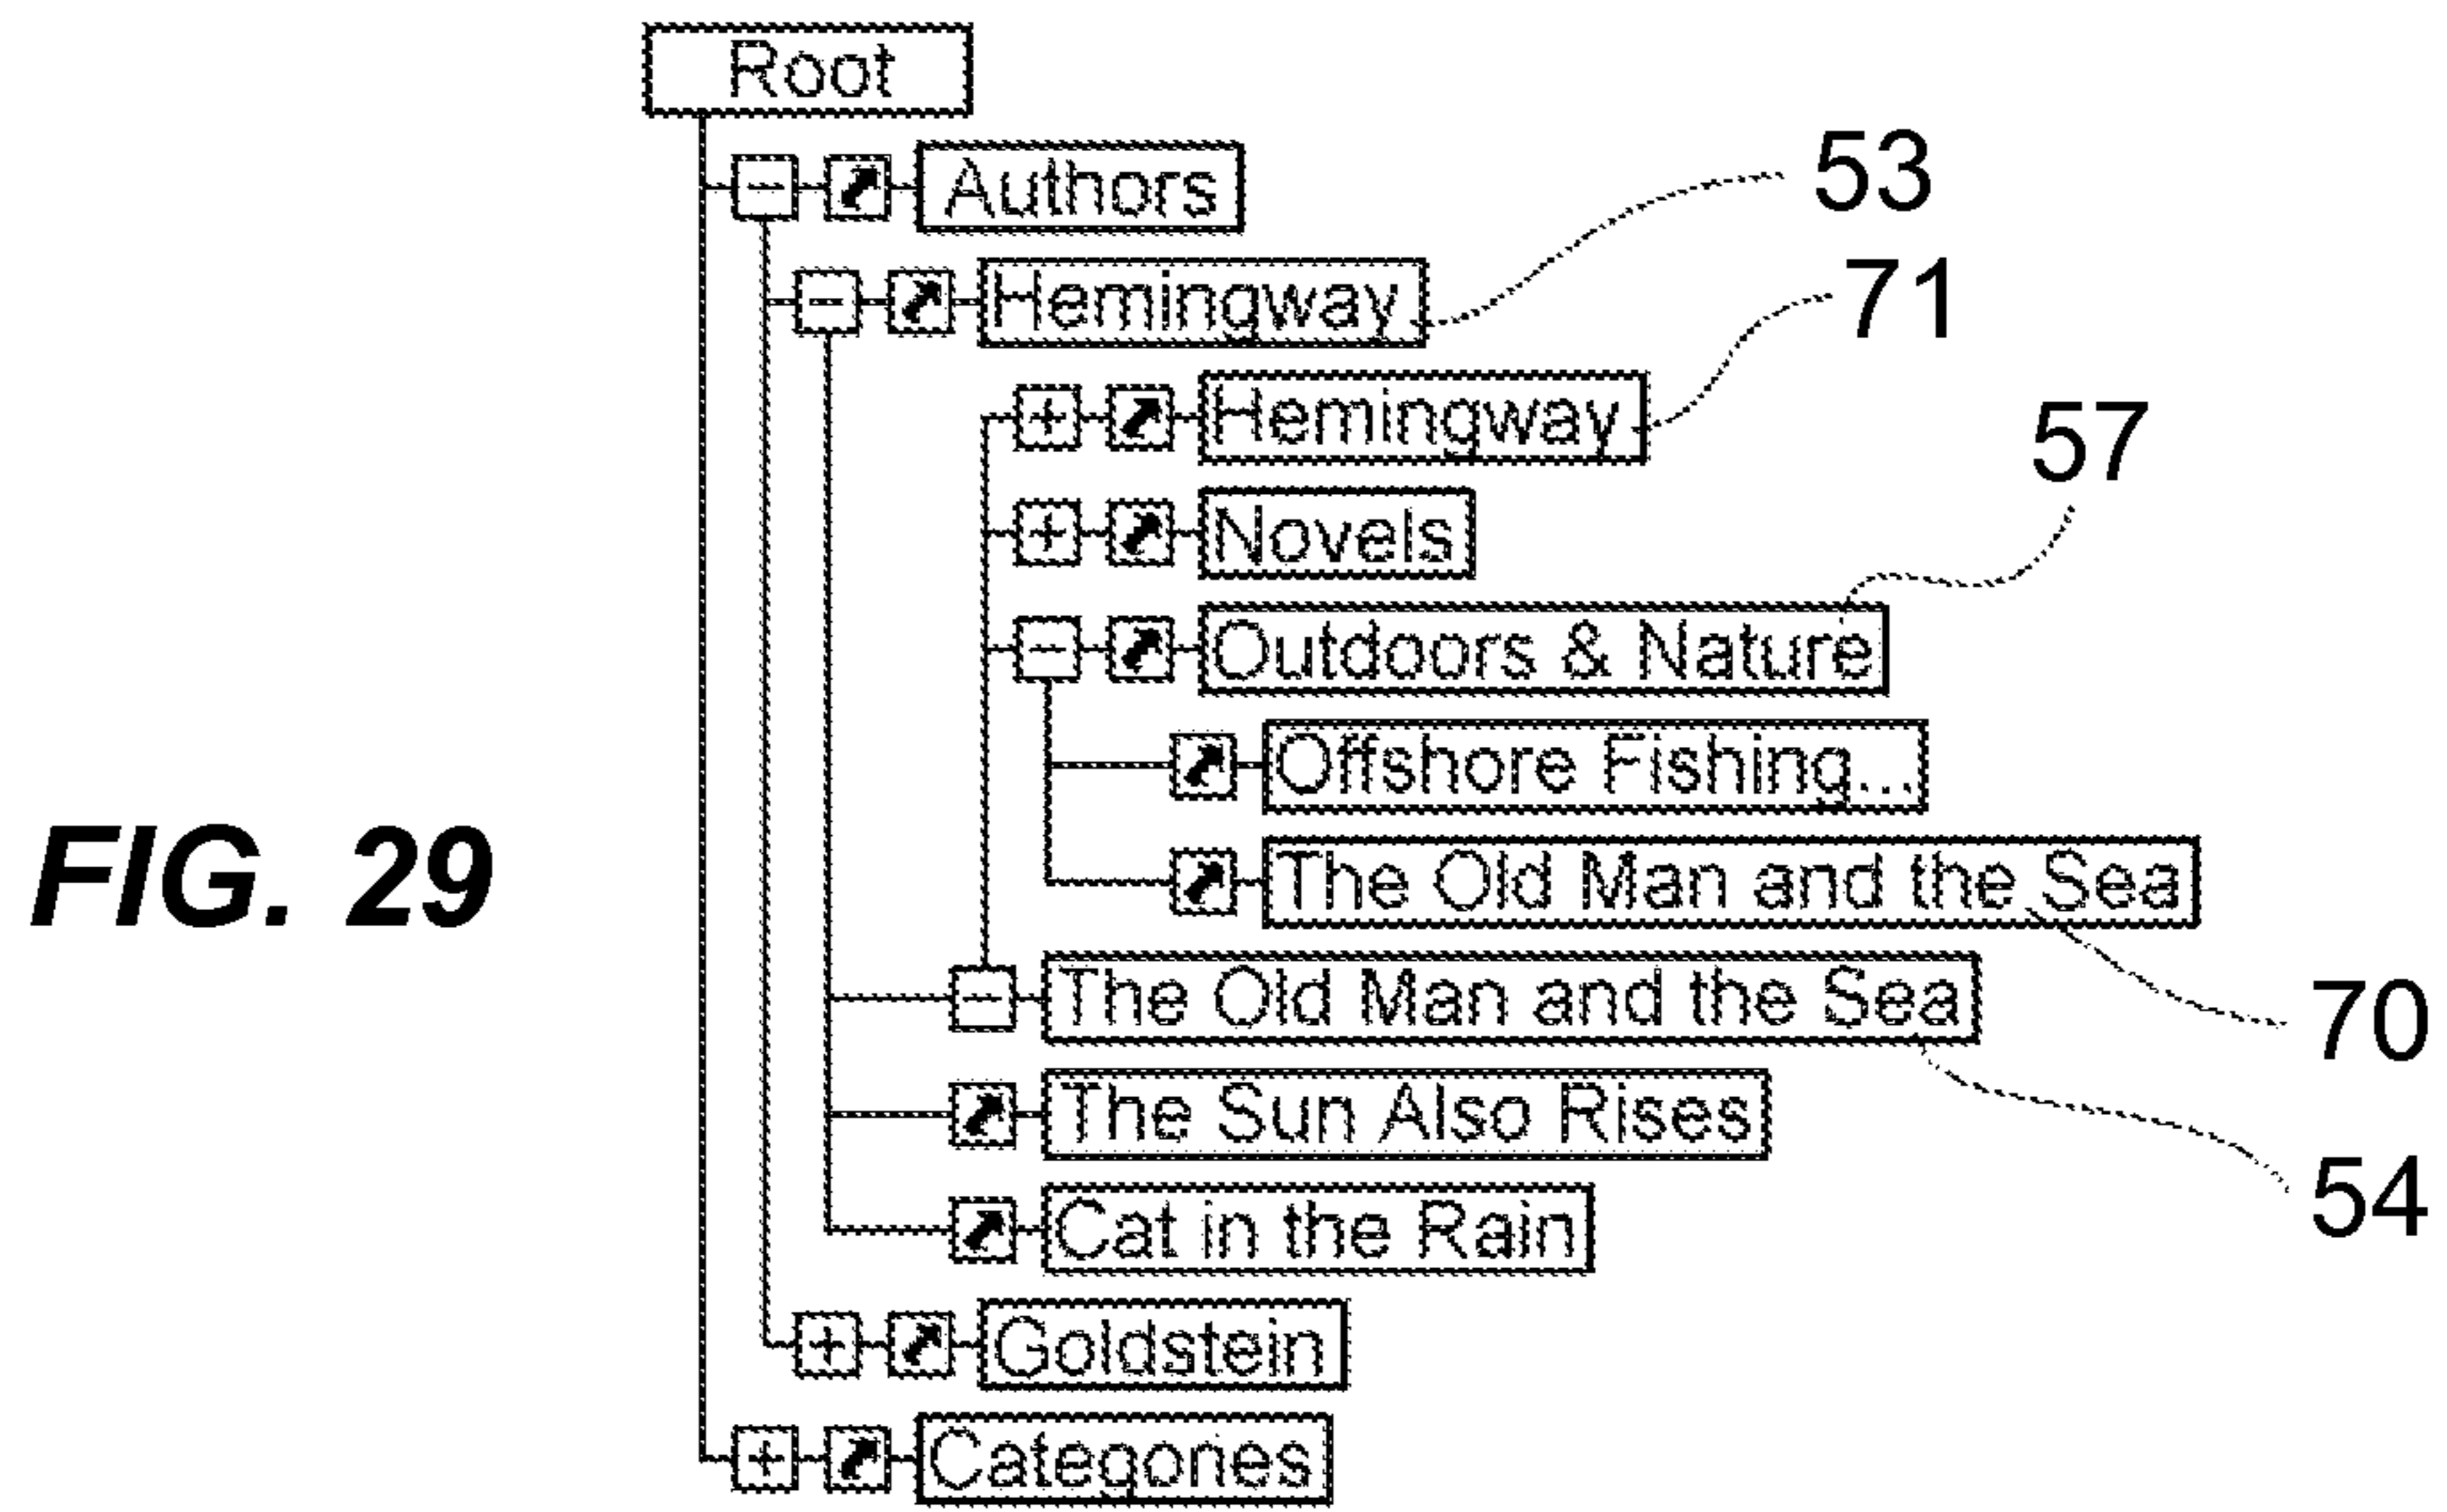 Root
Authors
53
Hemingway
71
Hemingway
57
Novels
Outdoors & Nature
Offshore Fishing...
FIG. 29
The Old Man and the Sea
70
The Old Man and the Sea
54
The Sun Also Rises
Cat in the Rain
Goldstein
Categories